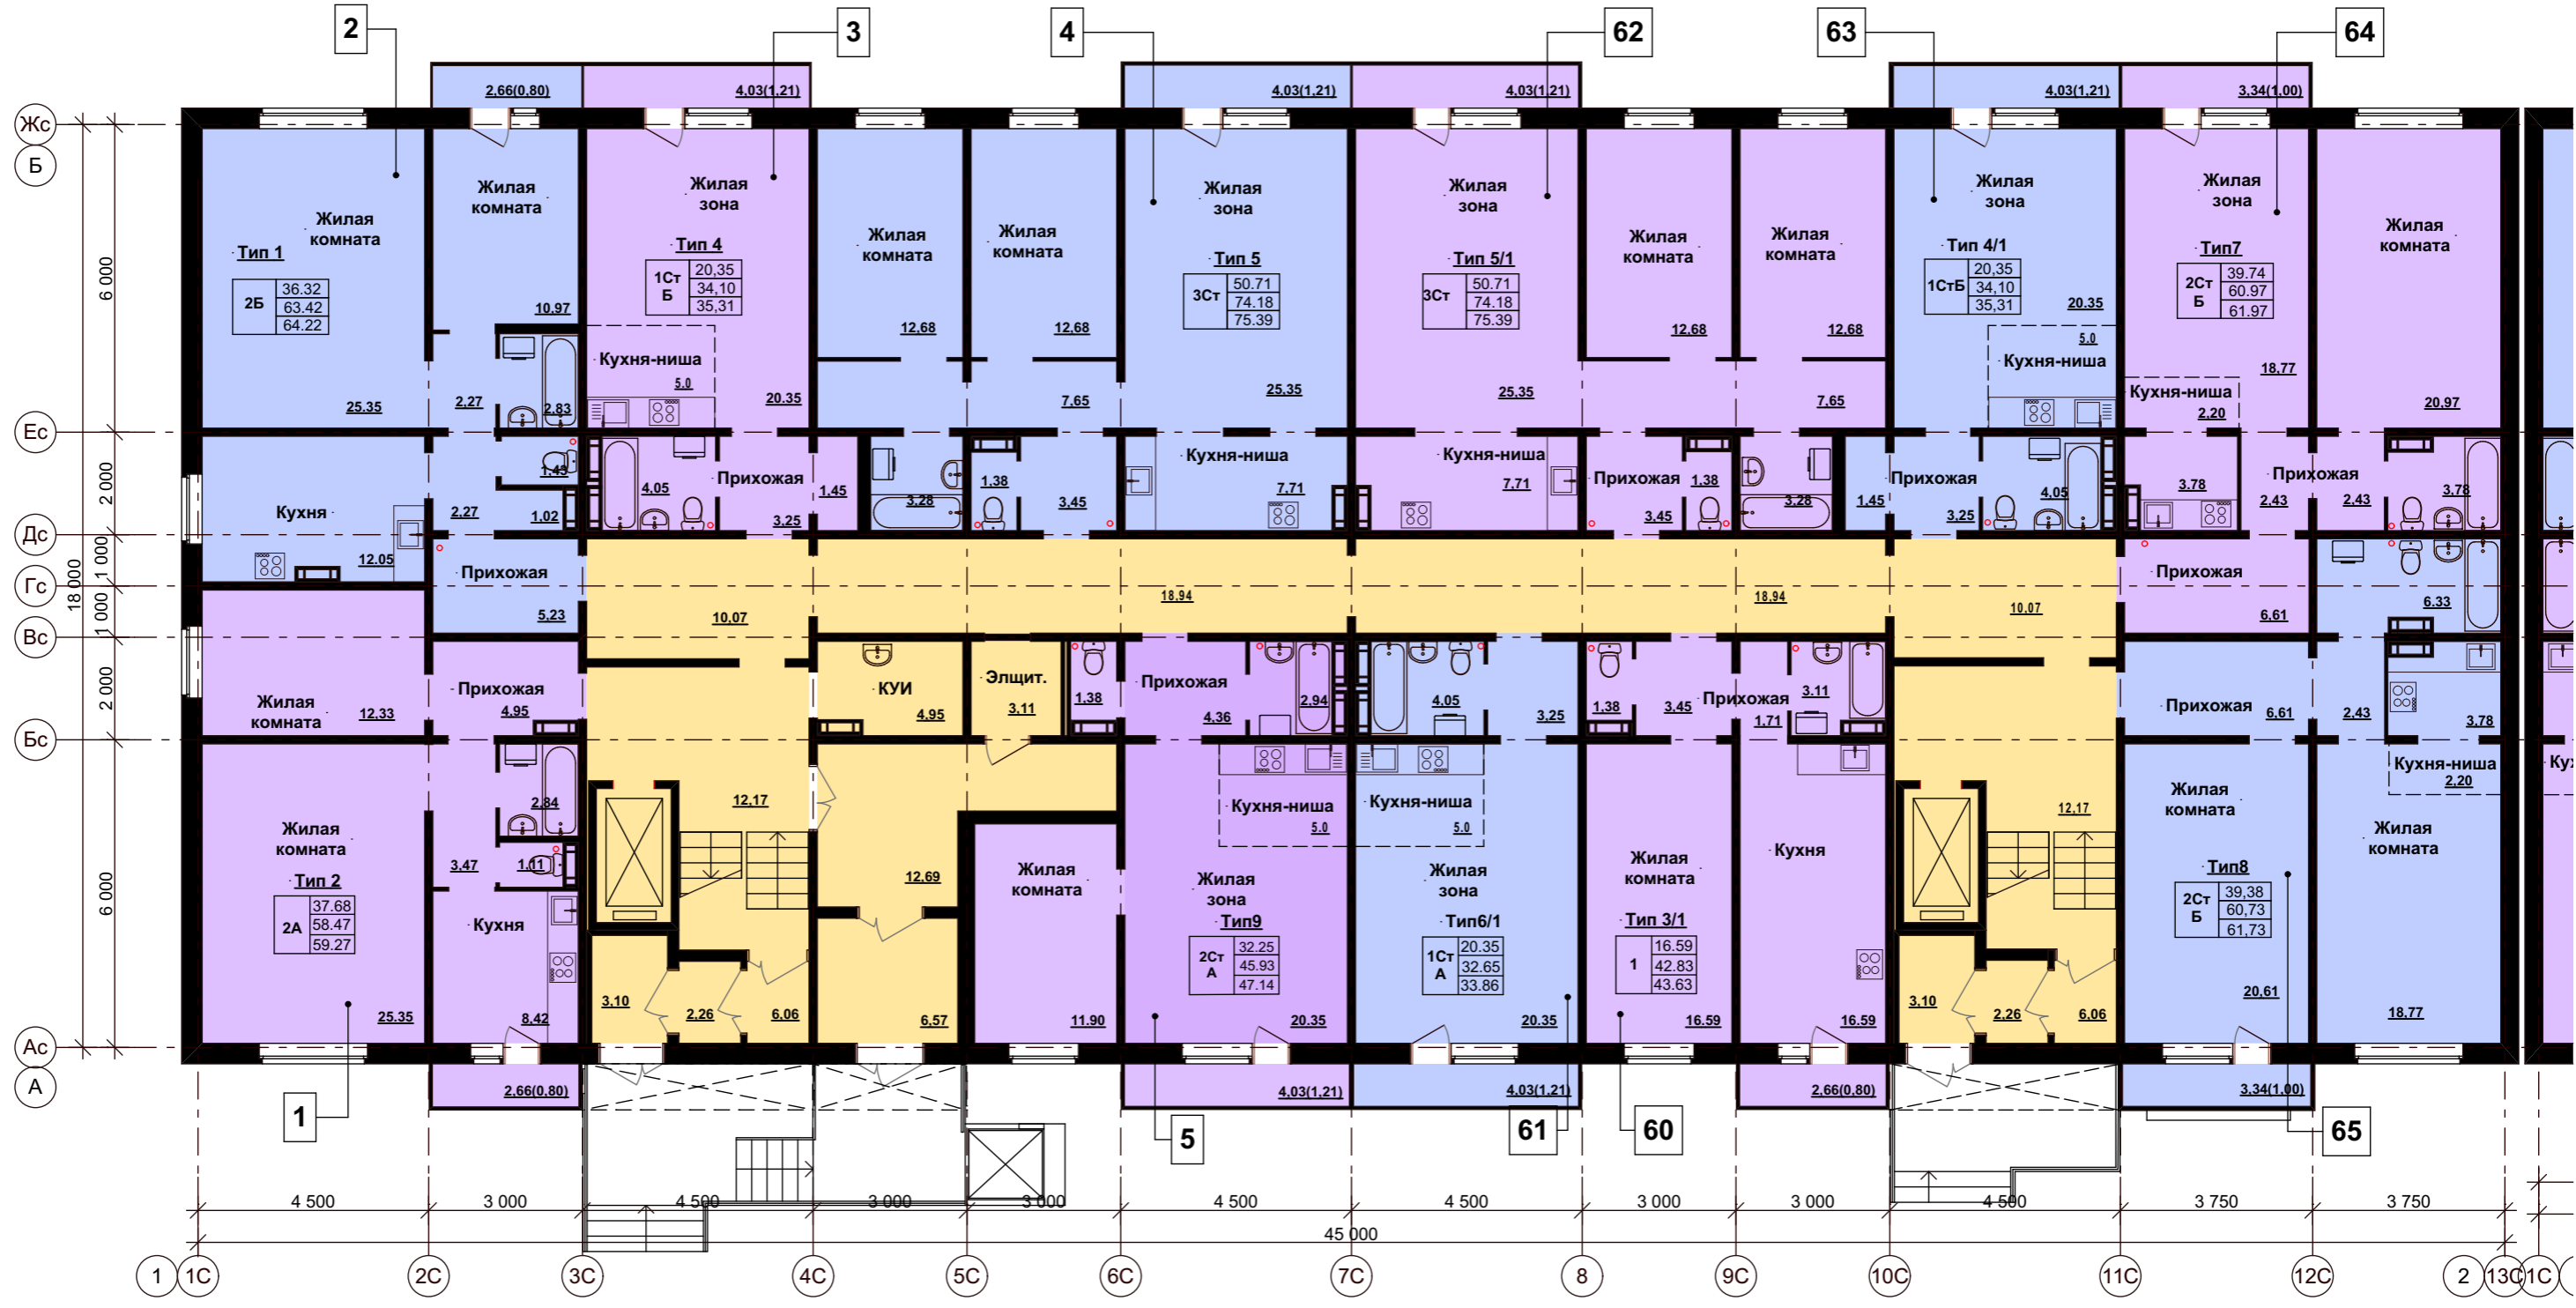 2
3
4
62
63
64
2,66(0,80)
4,03(1,21)
4,03(1,21)
4,03(1,21)
4,03(1,21)
3,34(1,00)
Жс
Б
Жилая
комната
Тип 1
2Б
36.32
63.42
64.22
25.35
Жилая
комната
10,97
2,27
2,83
Жилая
зона
Тип 4
1Ст
Б
20,35
34,10
35,31
Кухня-ниша
5.0
20.35
Жилая
комната
12,68
Жилая
комната
12,68
7,65
Жилая
зона
Тип 5
3Ст
50.71
74.18
75.39
25,35
Жилая
зона
Тип 5/1
3Ст
50.71
74.18
75.39
25,35
Жилая
комната
12,68
Жилая
комната
12,68
7,65
Жилая
зона
Тип 4/1
1СтБ
20,35
34,10
35,31
20.35
5.0
Кухня-ниша
Жилая
зона
Тип7
2Ст
Б
39.74
60.97
61.97
18,77
Кухня-ниша
2,20
Жилая
комната
20,97
6 000
Ес
2 000
Дс
1 000
Гс
1 000
Вс
2 000
Бс
6 000
Ас
А
18 000
Кухня
12.05
2,27
1,43
1,02
4,05
Прихожая
3,25
1,45
3,28
1,38
3,45
Кухня-ниша
7,71
Кухня-ниша
7,71
Прихожая
3,45
1,38
3,28
1,45
Прихожая
3,25
4,05
3,78
Прихожая
2,43
2,43
3,78
Прихожая
5,23
10,07
18,94
18,94
10,07
Прихожая
6,61
6.33
Жилая
комната
12,33
Прихожая
4,95
КУИ
4,95
Элщит.
3,11
1,38
Прихожая
4,36
2,94
4,05
3,25
1,38
3,45
Прихожая
1,71
3.11
Прихожая
6,61
2,43
3,78
Жилая
комната
Тип 2
2А
37.68
58.47
59.27
25.35
2,84
3,47
1,11
Кухня
8,42
12,17
3,10
2,26
6,06
12,69
6,57
Жилая
комната
11.90
Кухня-ниша
5.0
Жилая
зона
Тип9
2Ст
А
32.25
45.93
47.14
20.35
Кухня-ниша
5.0
Жилая
зона
Тип6/1
1Ст
А
20.35
32.65
33.86
20.35
Жилая
комната
Тип 3/1
1
16.59
42.83
43.63
16.59
Кухня
16.59
12,17
3,10
2,26
6,06
Жилая
комната
Тип8
2Ст
Б
39,38
60,73
61,73
20,61
Кухня-ниша
2,20
Жилая
комната
18,77
Ку
2,66(0,80)
4,03(1,21)
4,03(1,21)
2,66(0,80)
3,34(1,00)
1
5
61
60
65
4 500
3 000
4 500
3 000
3 000
4 500
4 500
3 000
3 000
4 500
3 750
3 750
45 000
1
1С
2С
3С
4С
5С
6С
7С
8
9С
10С
11С
12С
2
13С
1С